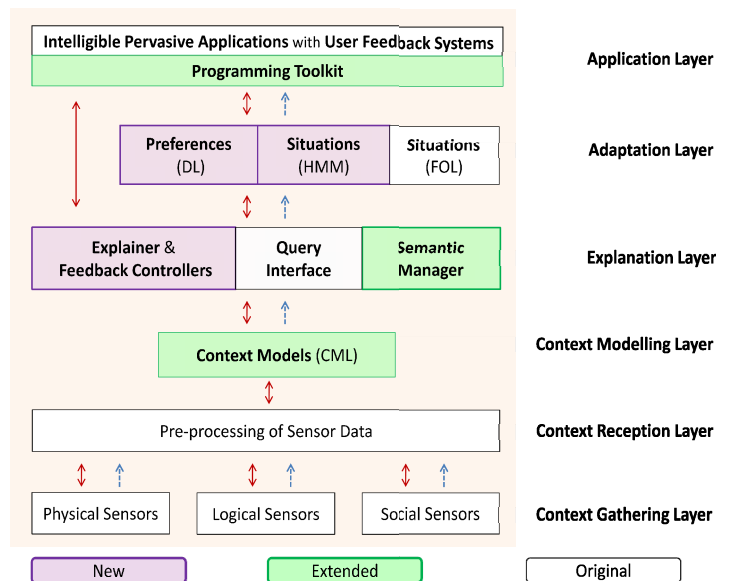 Intelligible Pervasive Applications with User Feedback Systems
Application Layer
Programming Toolkit
Preferences
(DL)
Situations
(HMM)
Situations
(FOL)
Adaptation Layer
Explainer &
Feedback Controllers
Query
Interface
Semantic
Manager
Explanation Layer
Context Models (CML)
Context Modelling Layer
Pre-processing of Sensor Data
Context Reception Layer
Physical Sensors
Logical Sensors
Social Sensors
Context Gathering Layer
New
Extended
Original